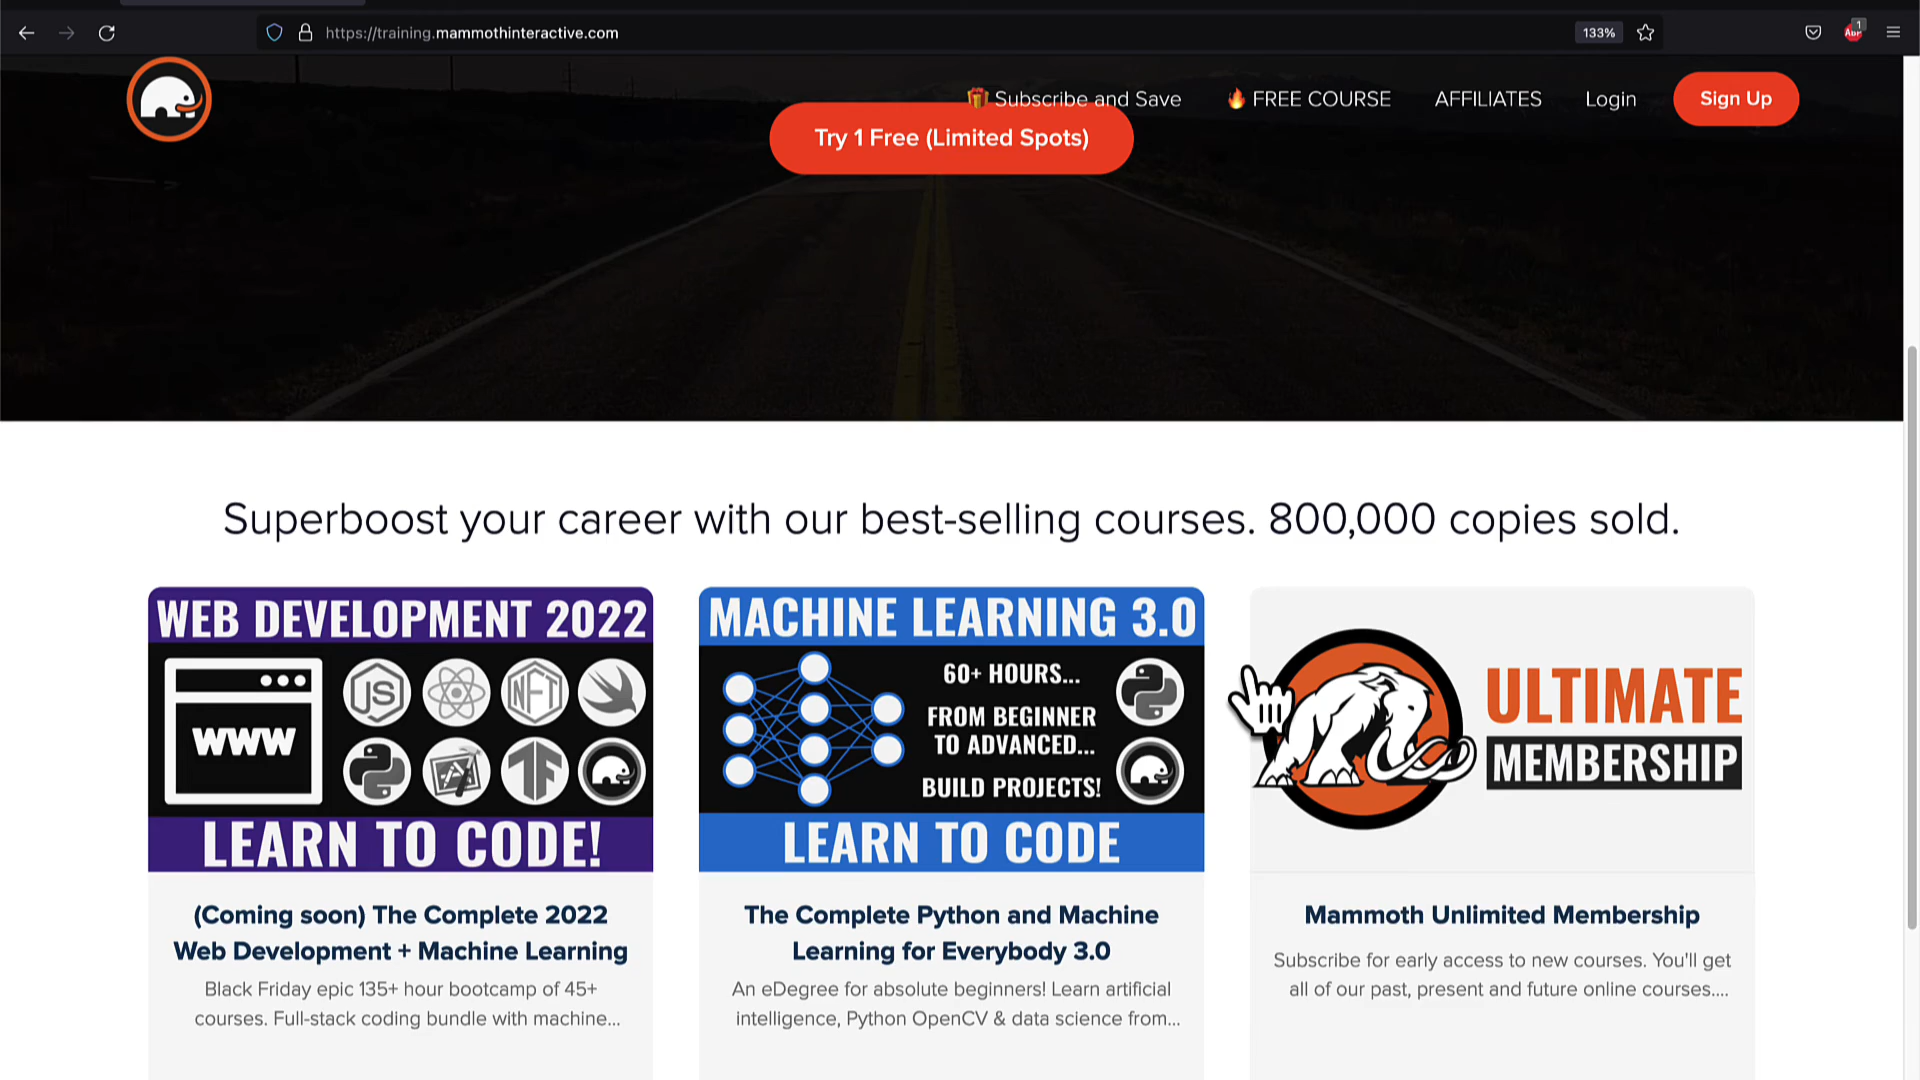 https://training.mammothinteractive.com
133%
1
ABP
Subscribe and Save
FREE COURSE
AFFILIATES
Login
Sign Up
Try 1 Free (Limited Spots)
Superboost your career with our best-selling courses. 800,000 copies sold.
WEB DEVELOPMENT 2022
WWW
JS
NFT
TF
LEARN TO CODE!
MACHINE LEARNING 3.0
60+ HOURS...
FROM BEGINNER
TO ADVANCED...
BUILD PROJECTS!
LEARN TO CODE
ULTIMATE
MEMBERSHIP
(Coming soon) The Complete 2022
Web Development + Machine Learning
Black Friday epic 135+ hour bootcamp of 45+
courses. Full-stack coding bundle with machine...
The Complete Python and Machine
Learning for Everybody 3.0
An eDegree for absolute beginners! Learn artificial
intelligence, Python OpenCV & data science from...
Mammoth Unlimited Membership
Subscribe for early access to new courses. You'll get
all of our past, present and future online courses....